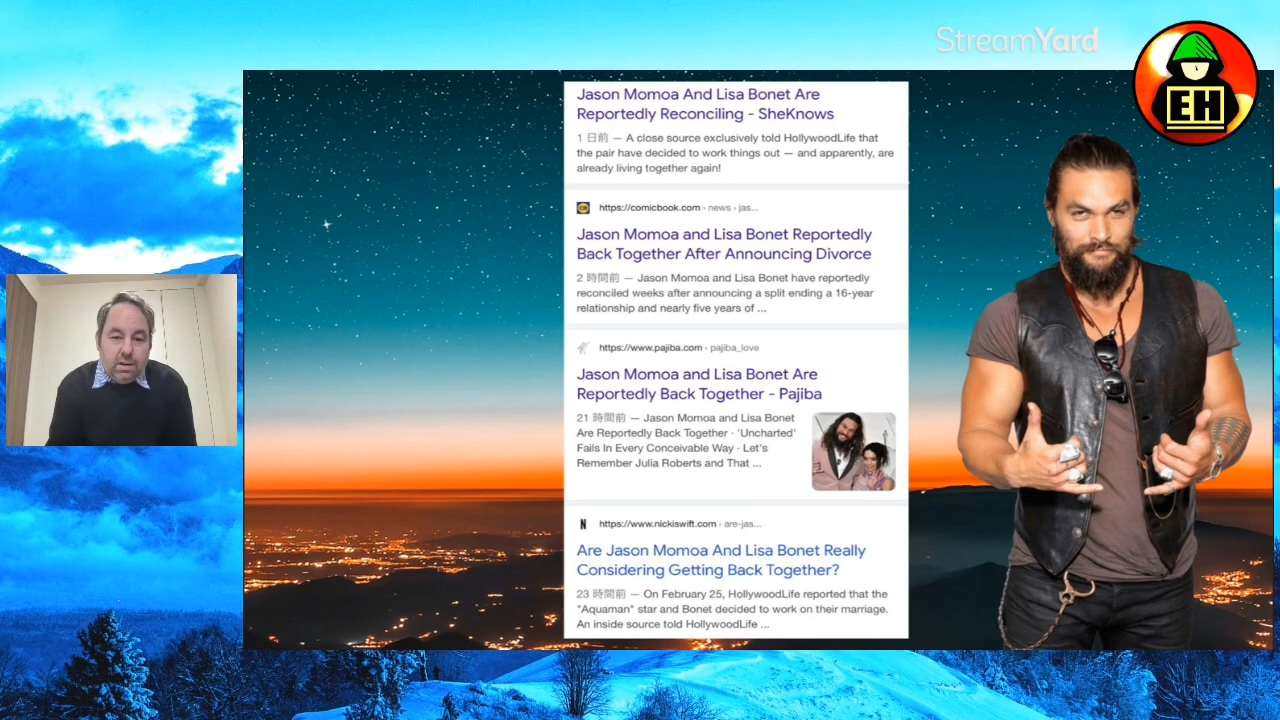 StreamYard
EH
Jason Momoa And Lisa Bonet Are
Reportedly Reconciling - SheKnows
1 日前 — A close source exclusively told HollywoodLife that
the pair have decided to work things out — and apparently, are
already living together again!
https://comicbook.com › news › jas...
Jason Momoa and Lisa Bonet Reportedly
Back Together After Announcing Divorce
2 時間前 — Jason Momoa and Lisa Bonet have reportedly
reconciled weeks after announcing a split ending a 16-year
relationship and nearly five years of ...
https://www.pajiba.com › pajiba_love
Jason Momoa and Lisa Bonet Are
Reportedly Back Together - Pajiba
21 時間前 — Jason Momoa and Lisa Bonet
Are Reportedly Back Together · 'Uncharted'
Fails In Every Conceivable Way · Let's
Remember Julia Roberts and That ...
N https://www.nickiswift.com › are-jas...
Are Jason Momoa And Lisa Bonet Really
Considering Getting Back Together?
23 時間前 — On February 25, HollywoodLife reported that the
"Aquaman" star and Bonet decided to work on their marriage.
An inside source told HollywoodLife ...